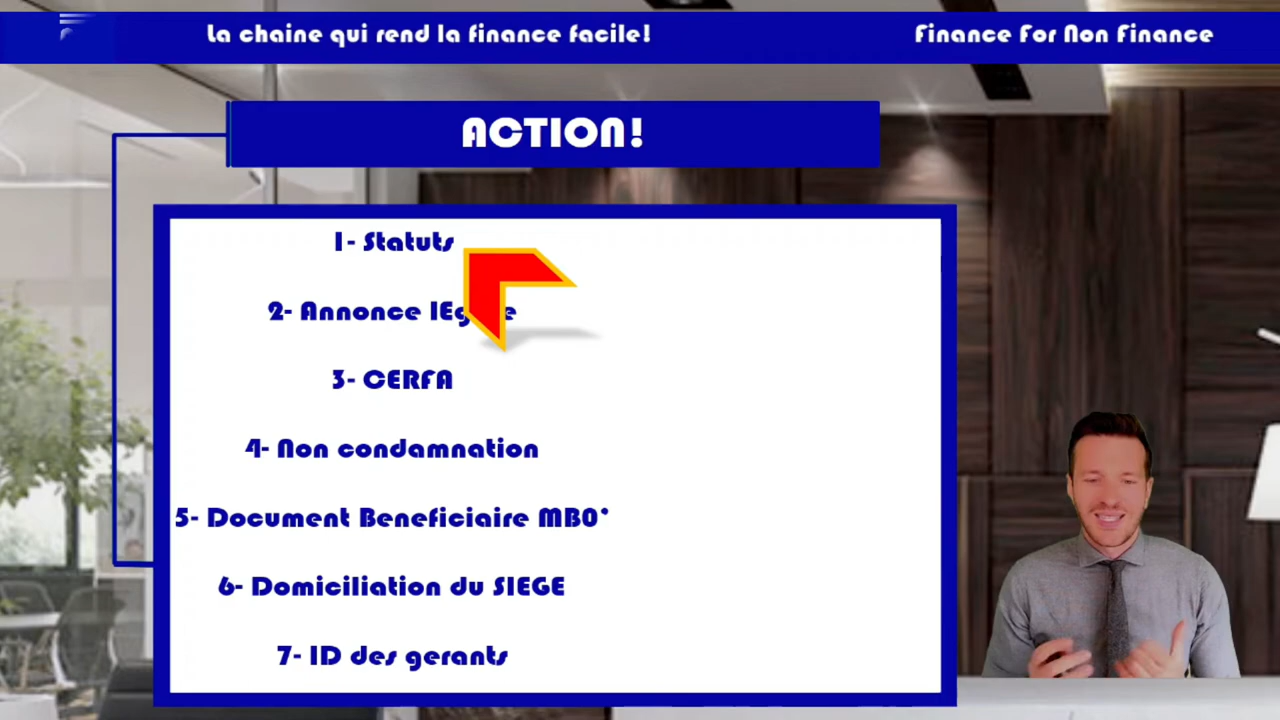 La chaine qui rend la finance facile!
Finance For Non Finance
ACTION!
1- Statuts
2- Annonce
3- CERFA
4- Non condamnation
5- Document Beneficiaire MBO*
6- Domiciliation du SIEGE
7- ID des gerants